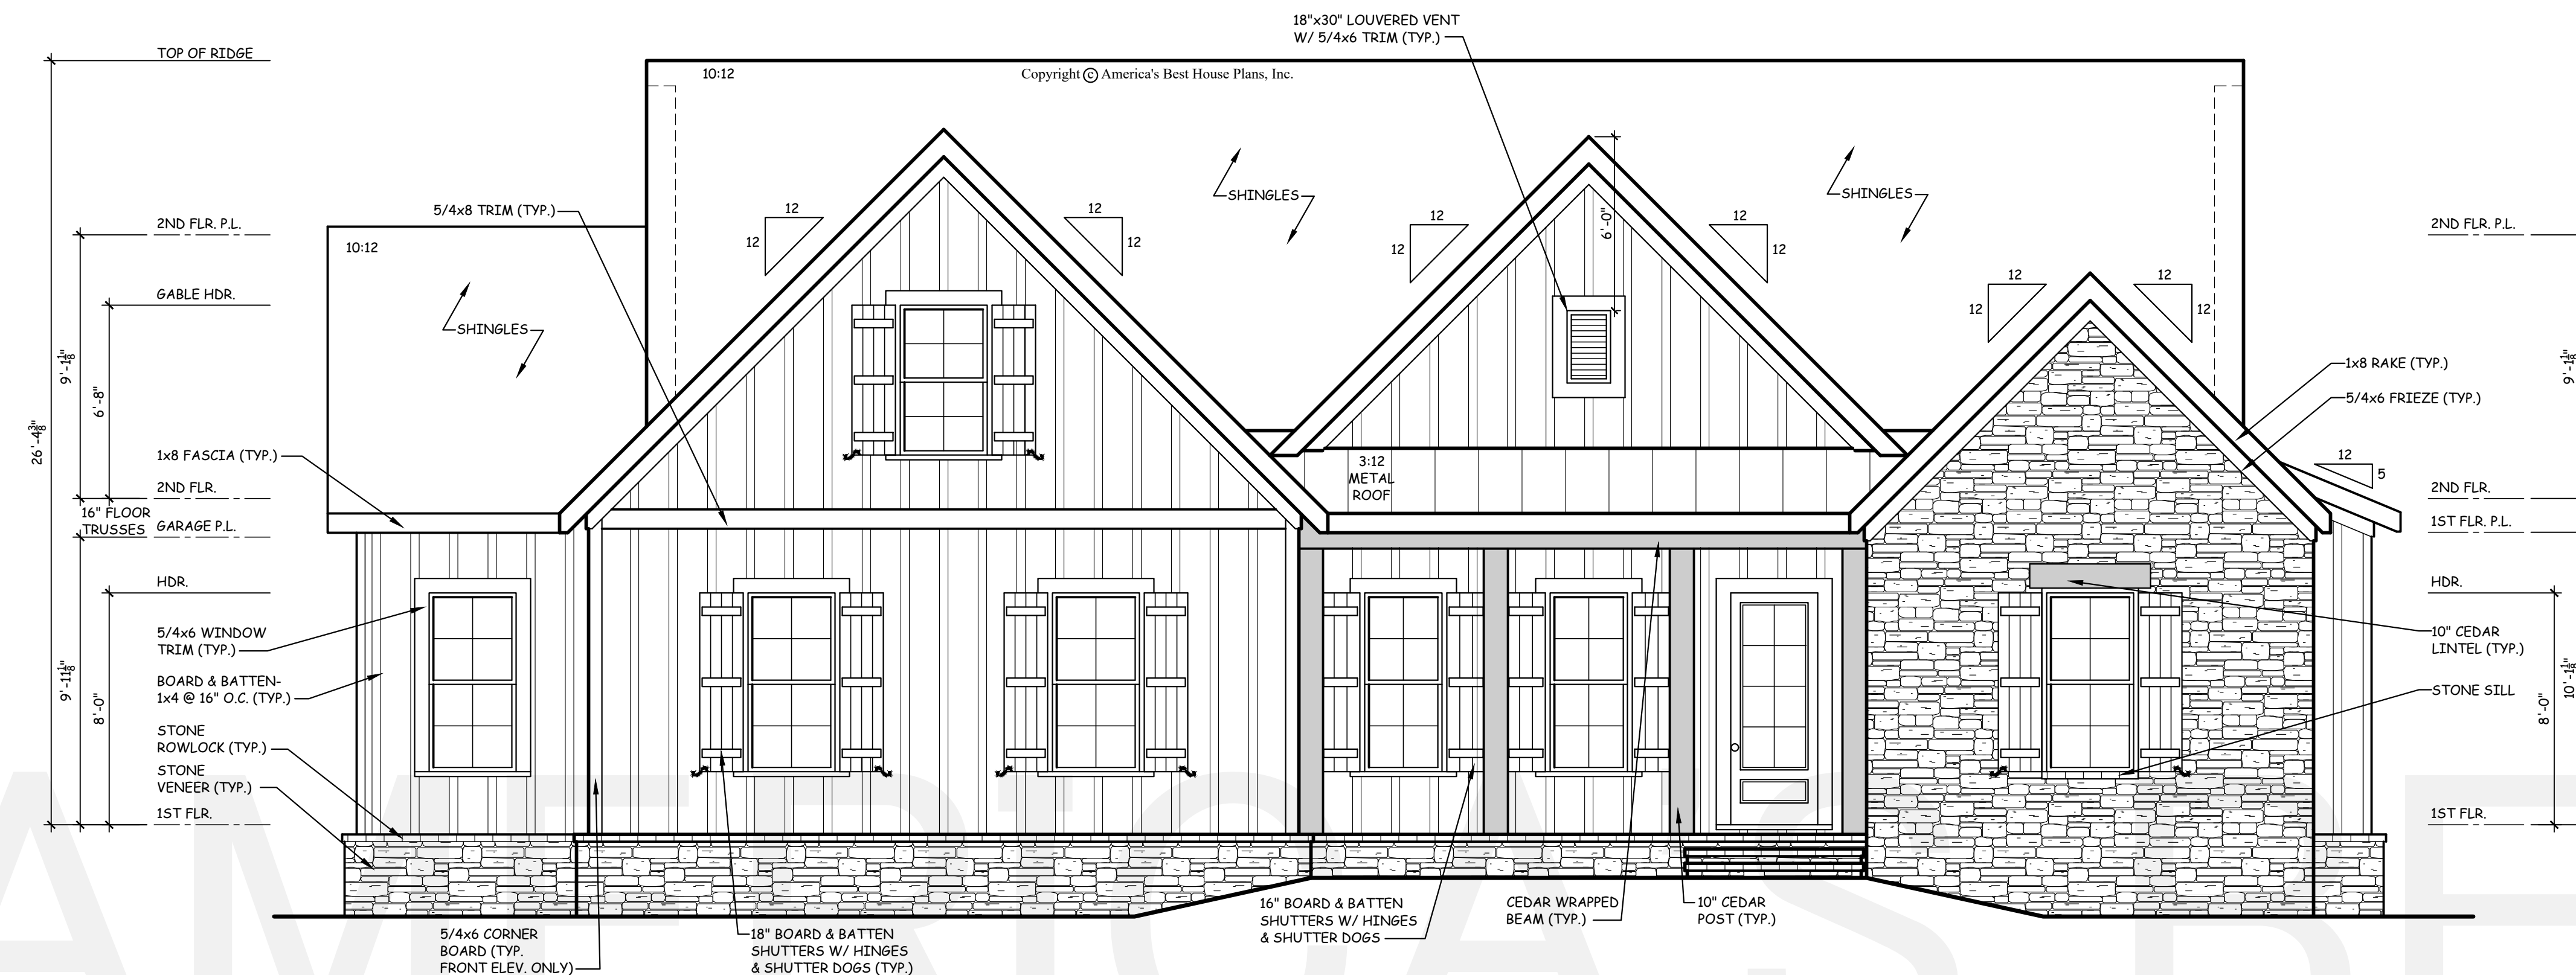 18"x30" LOUVERED VENT
W/ 5/4x6 TRIM (TYP.)
TOP OF RIDGE
10:12
Copyright © America's Best House Plans, Inc.
SHINGLES
SHINGLES
5/4x8 TRIM (TYP.)
12
12
12
12
12
12
12
12
6'-0"
2ND FLR. P.L.
2ND FLR. P.L.
10:12
12
12
12
12
GABLE HDR.
SHINGLES
9'-1 1/8"
6'-8"
26'-4 3/8"
9'-1 1/8"
1x8 RAKE (TYP.)
5/4x6 FRIEZE (TYP.)
1x8 FASCIA (TYP.)
3:12
METAL
ROOF
12
5
2ND FLR.
2ND FLR.
16" FLOOR
TRUSSES
GARAGE P.L.
1ST FLR. P.L.
HDR.
HDR.
5/4x6 WINDOW
TRIM (TYP.)
10" CEDAR
LINTEL (TYP.)
9'-11 1/8"
8'-0"
BOARD & BATTEN-
1x4 @ 16" O.C. (TYP.)
STONE SILL
8'-0"
10'-1 1/8"
STONE
ROWLOCK (TYP.)
STONE
VENEER (TYP.)
1ST FLR.
1ST FLR.
16" BOARD & BATTEN
SHUTTERS W/ HINGES
& SHUTTER DOGS
CEDAR WRAPPED
BEAM (TYP.)
10" CEDAR
POST (TYP.)
5/4x6 CORNER
BOARD (TYP.
FRONT ELEV. ONLY)
18" BOARD & BATTEN
SHUTTERS W/ HINGES
& SHUTTER DOGS (TYP.)
AMERICA'S BE